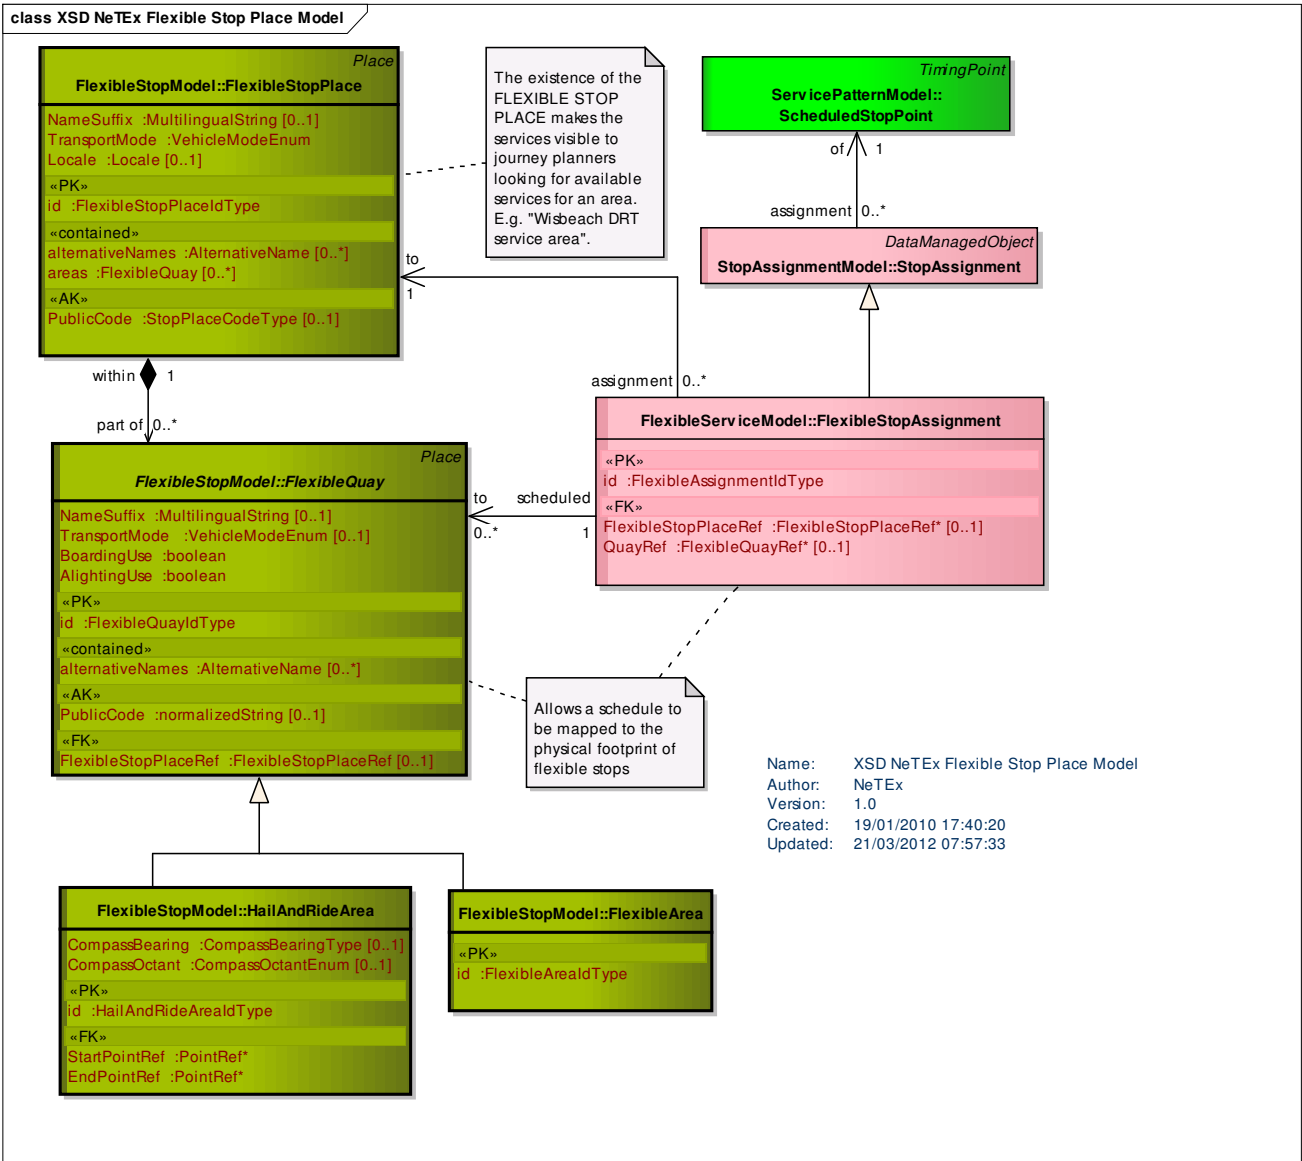 class XSD NeTEx Flexible Stop Place Model
Place
FlexibleStopModel::FlexibleStopPlace
NameSuffix :MultilingualString [0..1]
TransportMode :VehicleModeEnum
Locale :Locale [0..1]
«PK»
id :FlexibleStopPlaceIdType
«contained»
alternativeNames :AlternativeName [0..*]
areas :FlexibleQuay [0..*]
«AK»
PublicCode :StopPlaceCodeType [0..1]
The existence of the
FLEXIBLE STOP
PLACE makes the
services visible to
journey planners
looking for available
services for an area.
E.g. "Wisbeach DRT
service area".
TimingPoint
ServicePatternModel::
ScheduledStopPoint
of 1
assignment 0..*
DataManagedObject
StopAssignmentModel::StopAssignment
to
1
assignment 0..*
within 1
part of 0..*
FlexibleServiceModel::FlexibleStopAssignment
«PK»
id :FlexibleAssignmentIdType
«FK»
FlexibleStopPlaceRef :FlexibleStopPlaceRef* [0..1]
QuayRef :FlexibleQuayRef* [0..1]
to scheduled
0..* 1
Place
FlexibleStopModel::FlexibleQuay
NameSuffix :MultilingualString [0..1]
TransportMode :VehicleModeEnum [0..1]
BoardingUse :boolean
AlightingUse :boolean
«PK»
id :FlexibleQuayIdType
«contained»
alternativeNames :AlternativeName [0..*]
«AK»
PublicCode :normalizedString [0..1]
«FK»
FlexibleStopPlaceRef :FlexibleStopPlaceRef [0..1]
Allows a schedule to
be mapped to the
physical footprint of
flexible stops
Name: XSD NeTEx Flexible Stop Place Model
Author: NeTEx
Version: 1.0
Created: 19/01/2010 17:40:20
Updated: 21/03/2012 07:57:33
FlexibleStopModel::HailAndRideArea
CompassBearing :CompassBearingType [0..1]
CompassOctant :CompassOctantEnum [0..1]
«PK»
id :HailAndRideAreaIdType
«FK»
StartPointRef :PointRef*
EndPointRef :PointRef*
FlexibleStopModel::FlexibleArea
«PK»
id :FlexibleAreaIdType